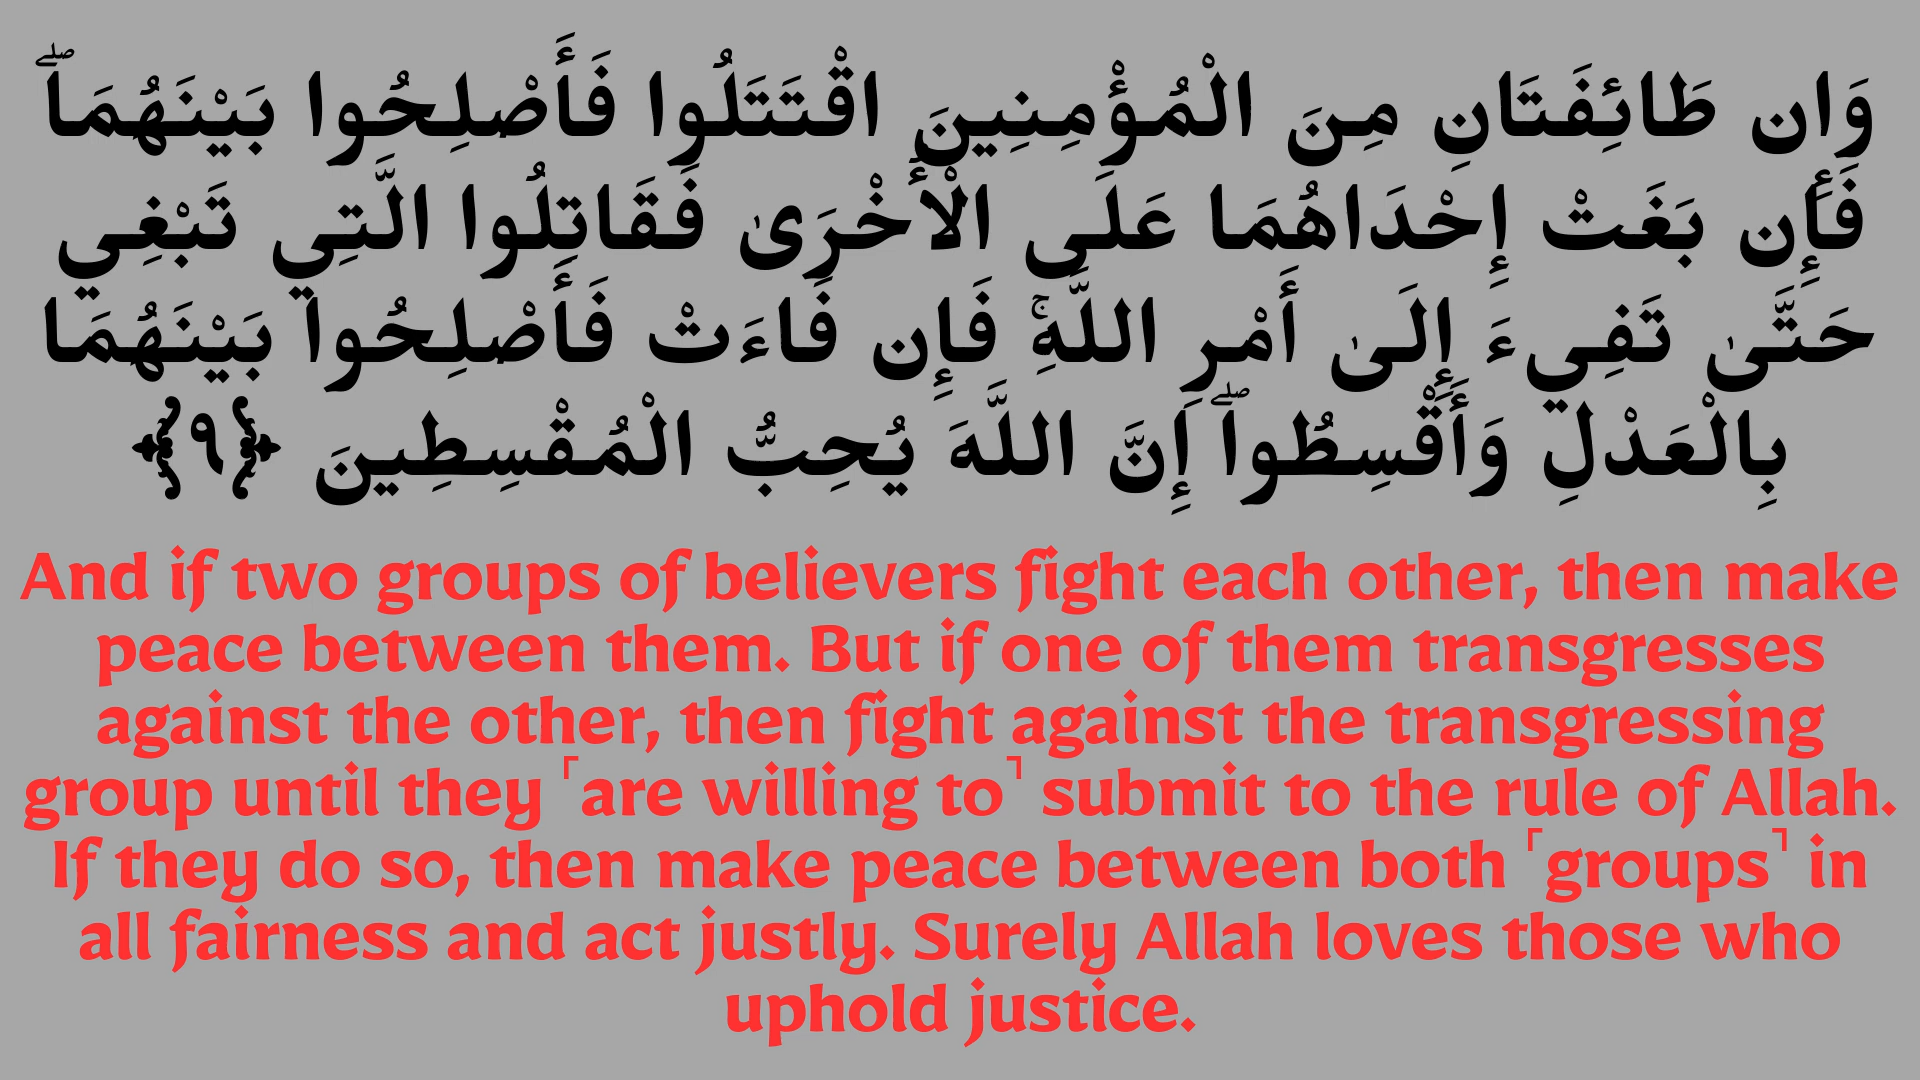 وَإِن طَائِفَتَانِ مِنَ الْمُؤْمِنِينَ اقْتَتَلُوا فَأَصْلِحُوا بَيْنَهُمَا ۖ
فَإِن بَغَتْ إِحْدَاهُمَا عَلَى الْأُخْرَىٰ فَقَاتِلُوا الَّتِي تَبْغِي
حَتَّىٰ تَفِيءَ إِلَىٰ أَمْرِ اللَّهِ ۚ فَإِن فَاءَتْ فَأَصْلِحُوا بَيْنَهُمَا
بِالْعَدْلِ وَأَقْسِطُوا ۖ إِنَّ اللَّهَ يُحِبُّ الْمُقْسِطِينَ ﴿٩﴾
And if two groups of believers fight each other, then make
peace between them. But if one of them transgresses
against the other, then fight against the transgressing
group until they ˹are willing to˺ submit to the rule of Allah.
If they do so, then make peace between both ˹groups˺ in
all fairness and act justly. Surely Allah loves those who
uphold justice.